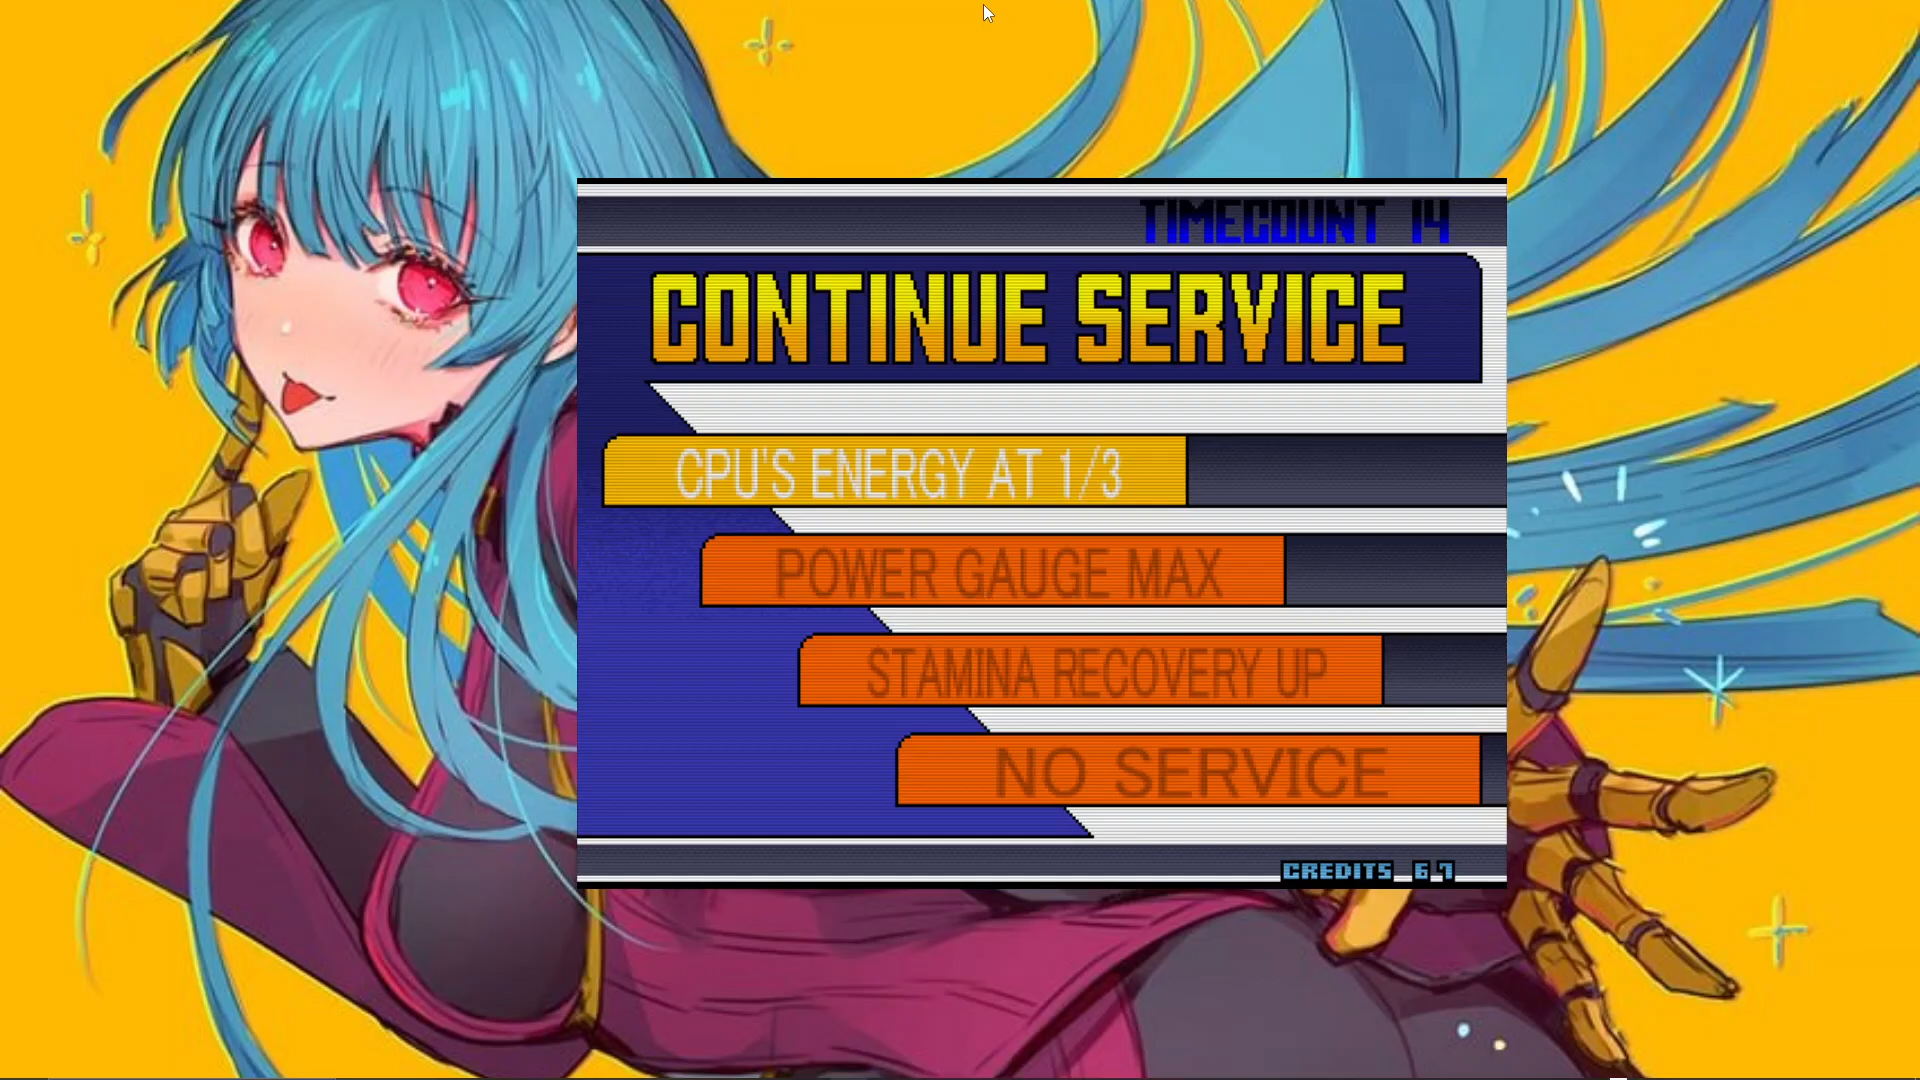 TIMECOUNT 14
CONTINUE SERVICE
CPU'S ENERGY AT 1/3
POWER GAUGE MAX
STAMINA RECOVERY UP
NO SERVICE
CREDITS 67